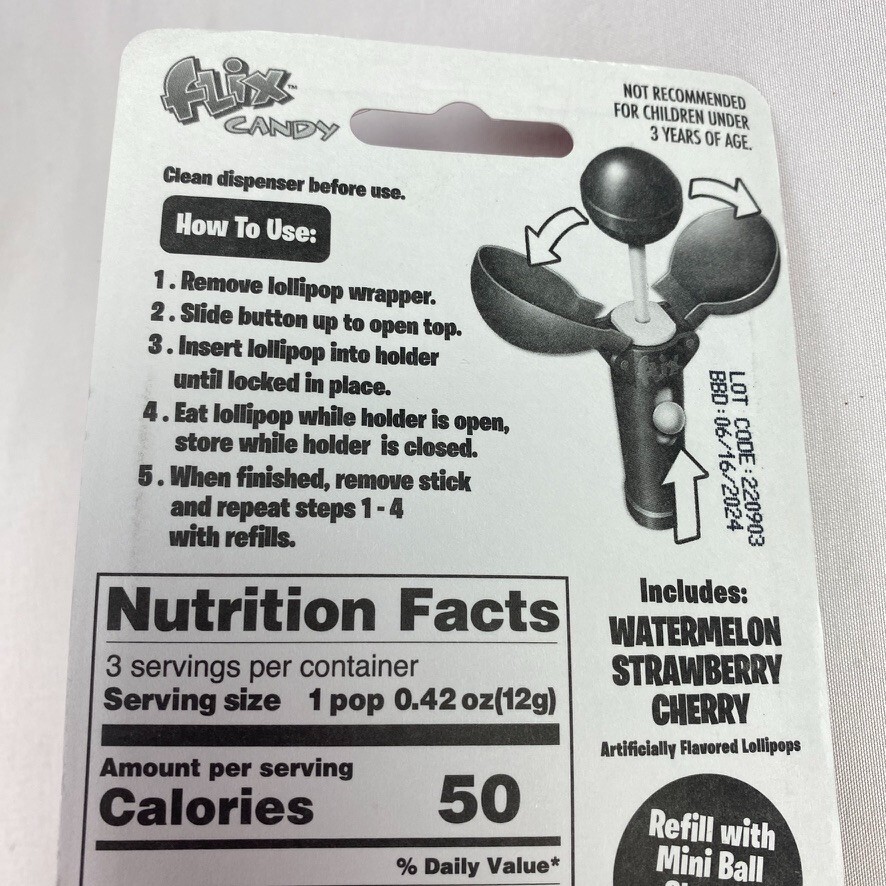 FLix™
CANDY
NOT RECOMMENDED
FOR CHILDREN UNDER
3 YEARS OF AGE.
Clean dispenser before use.
How To Use:
1. Remove lollipop wrapper.
2. Slide button up to open top.
3. Insert lollipop into holder
until locked in place.
4. Eat lollipop while holder is open,
store while holder is closed.
5. When finished, remove stick
and repeat steps 1 - 4
with refills.
FLix
LOT CODE:220903
BBD:06/16/2024
Nutrition Facts
3 servings per container
Serving size 1 pop 0.42 oz(12g)
Amount per serving
Calories 50
% Daily Value*
Includes:
WATERMELON
STRAWBERRY
CHERRY
Artificially Flavored Lollipops
Refill with
Mini Ball